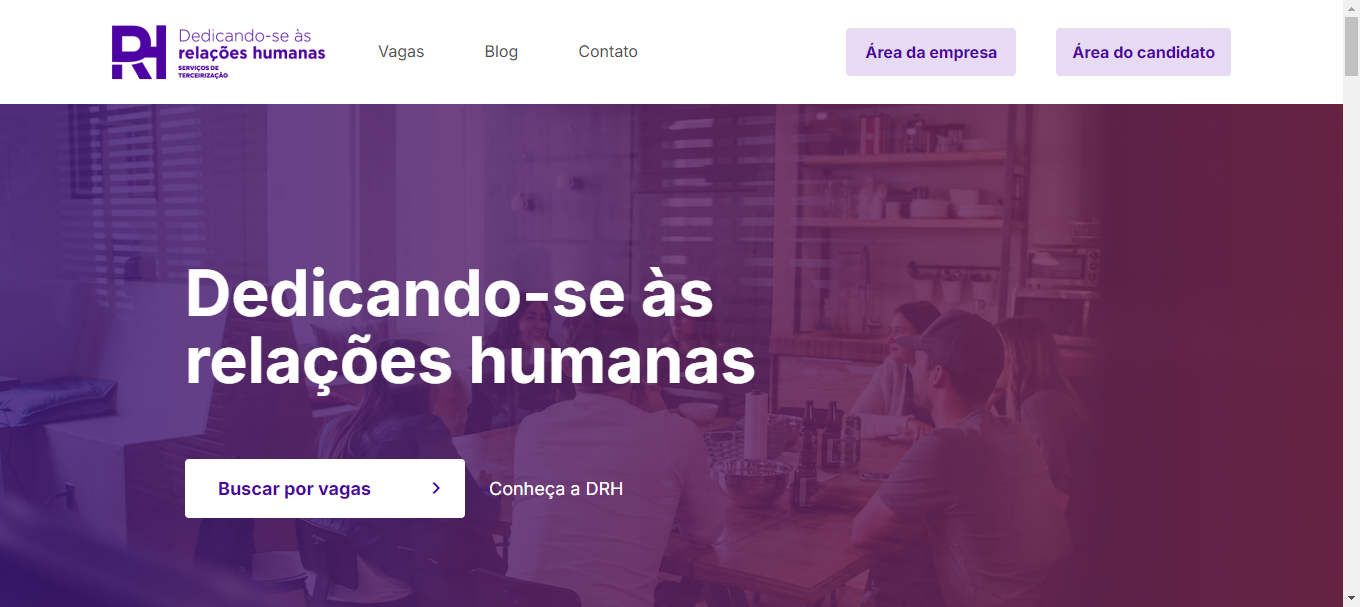 DRH
Dedicando-se às
relações humanas
SERVIÇOS DE
TERCEIRIZAÇÃO
Vagas
Blog
Contato
Área da empresa
Área do candidato
Dedicando-se às
relações humanas
Buscar por vagas
Conheça a DRH